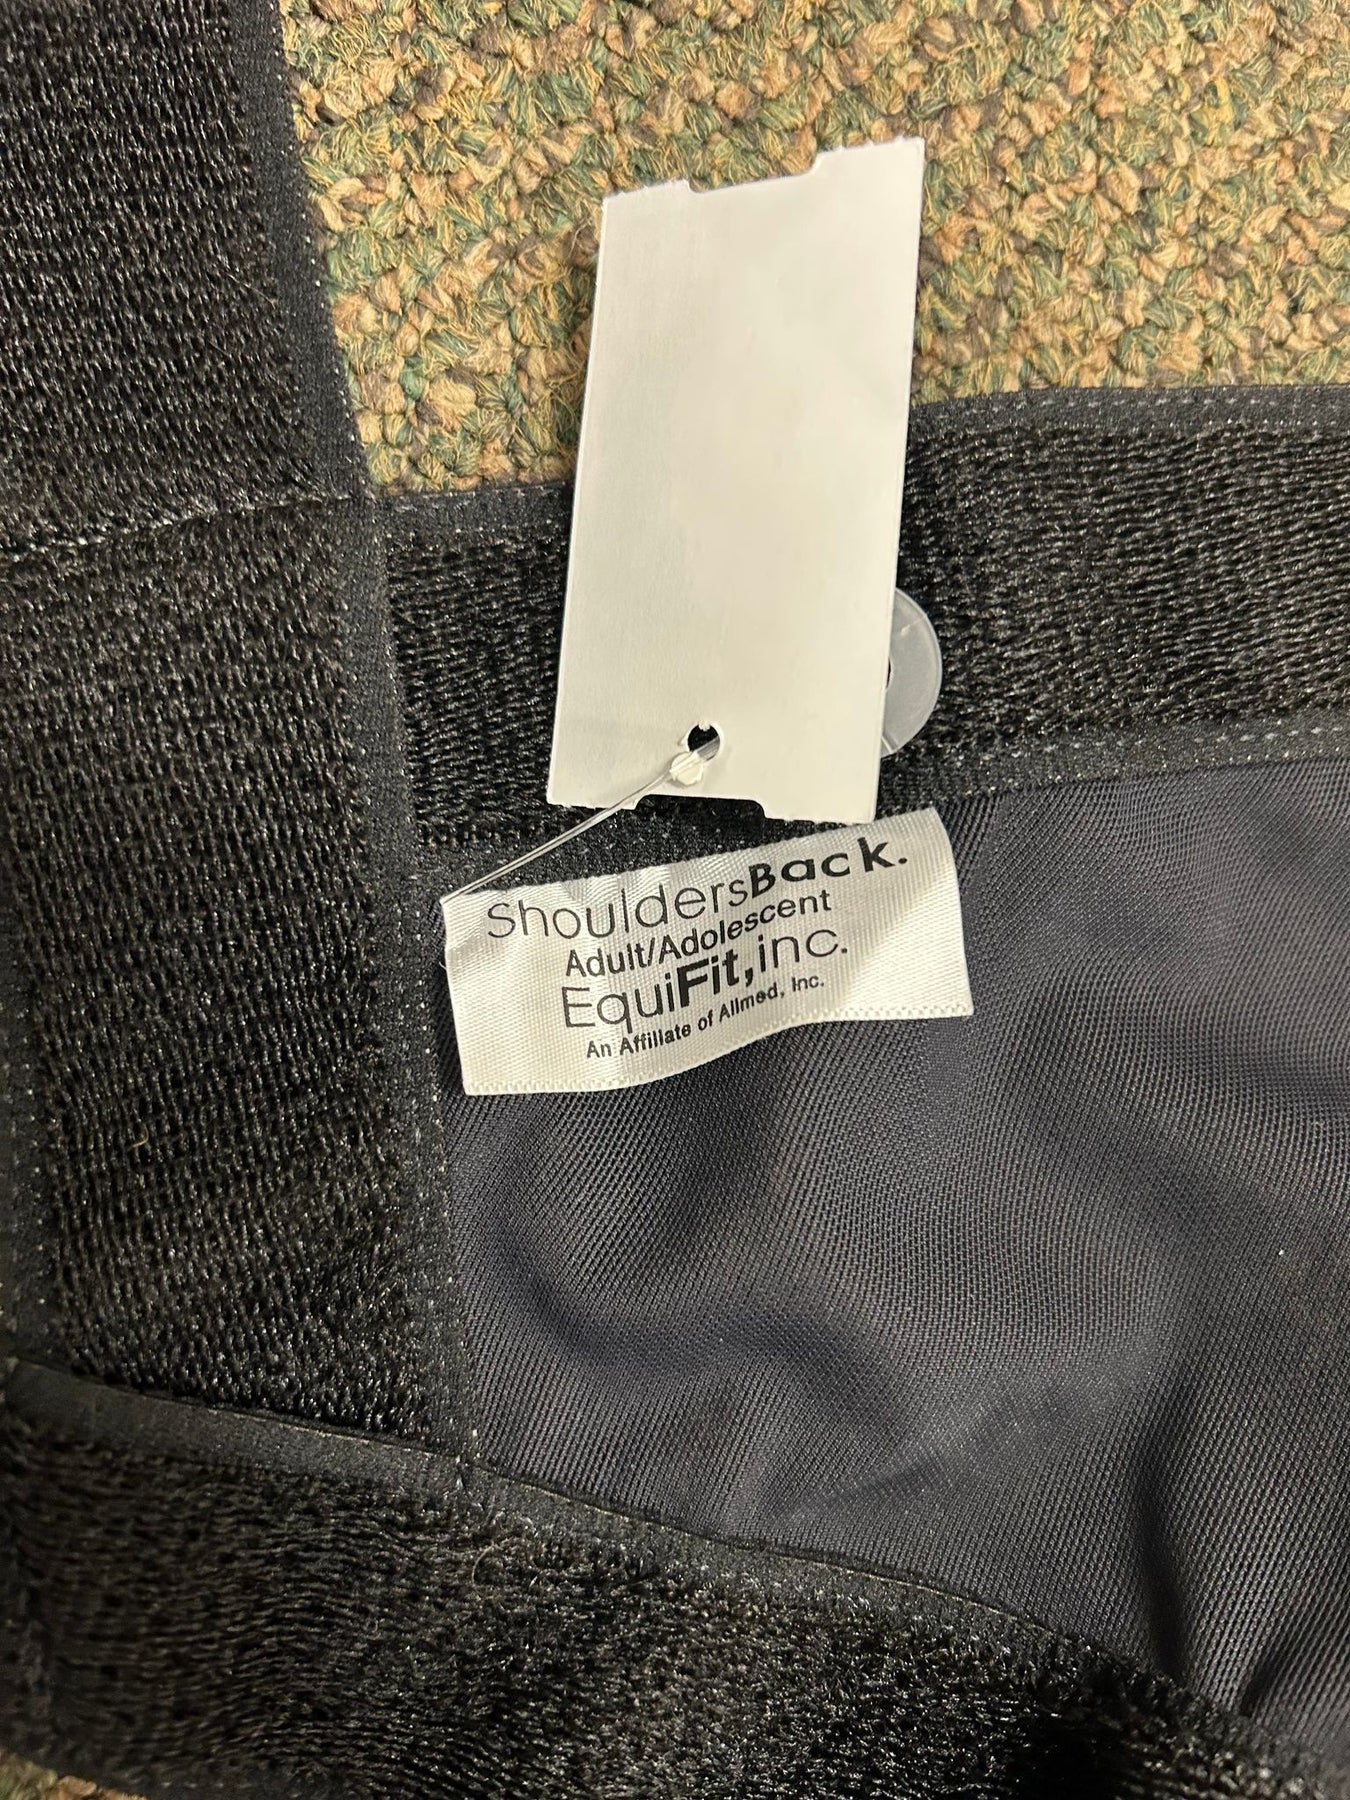 ShouldersBack.
Adult/Adolescent
EquiFit, inc.
An Affiliate of Allmed, Inc.